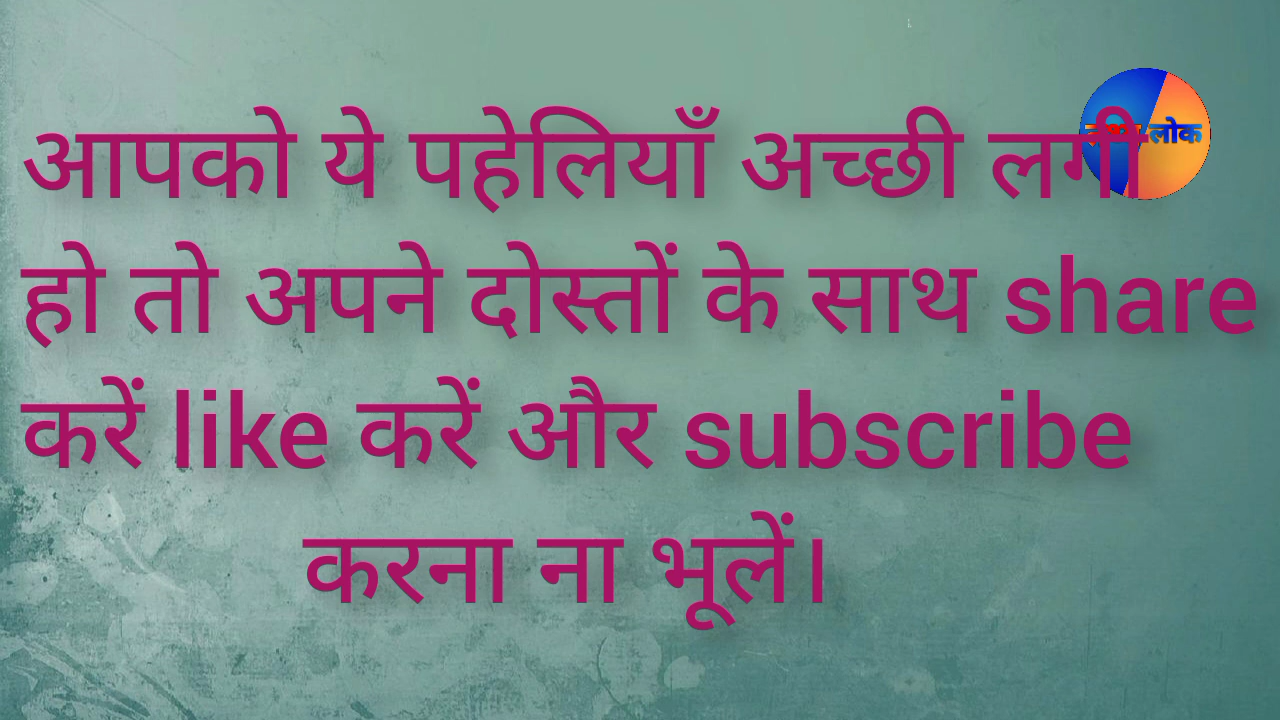 आपको ये पहेलियाँ अच्छी लगी
लोक
हो तो अपने दोस्तों के साथ share
करें like करें और subscribe
करना ना भूलें।